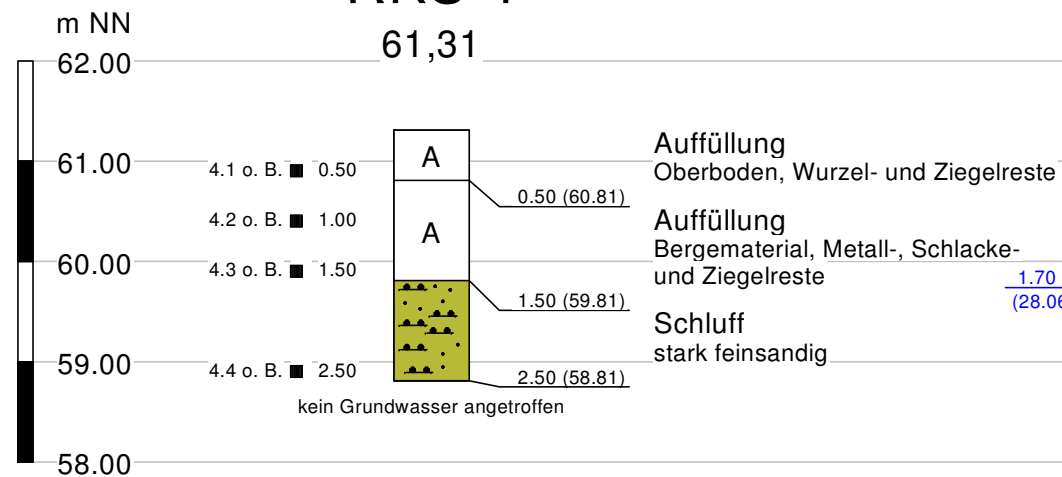 m NN
61,31
62.00
61.00
60.00
59.00
58.00
4.1 o. B. 0.50
4.2 o. B. 1.00
4.3 o. B. 1.50
4.4 o. B. 2.50
A
A
0.50 (60.81)
1.50 (59.81)
2.50 (58.81)
kein Grundwasser angetroffen
Auffüllung
Oberboden, Wurzel- und Ziegelreste
Auffüllung
Bergematerial, Metall-, Schlacke-
und Ziegelreste
Schluff
stark feinsandig
1.70
(28.06